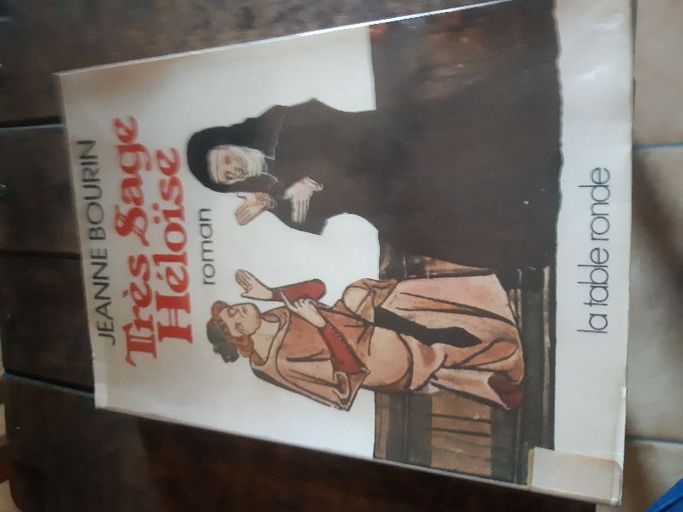 JEANNE BOURIN
Très Sage
Héloïse
roman
la table ronde